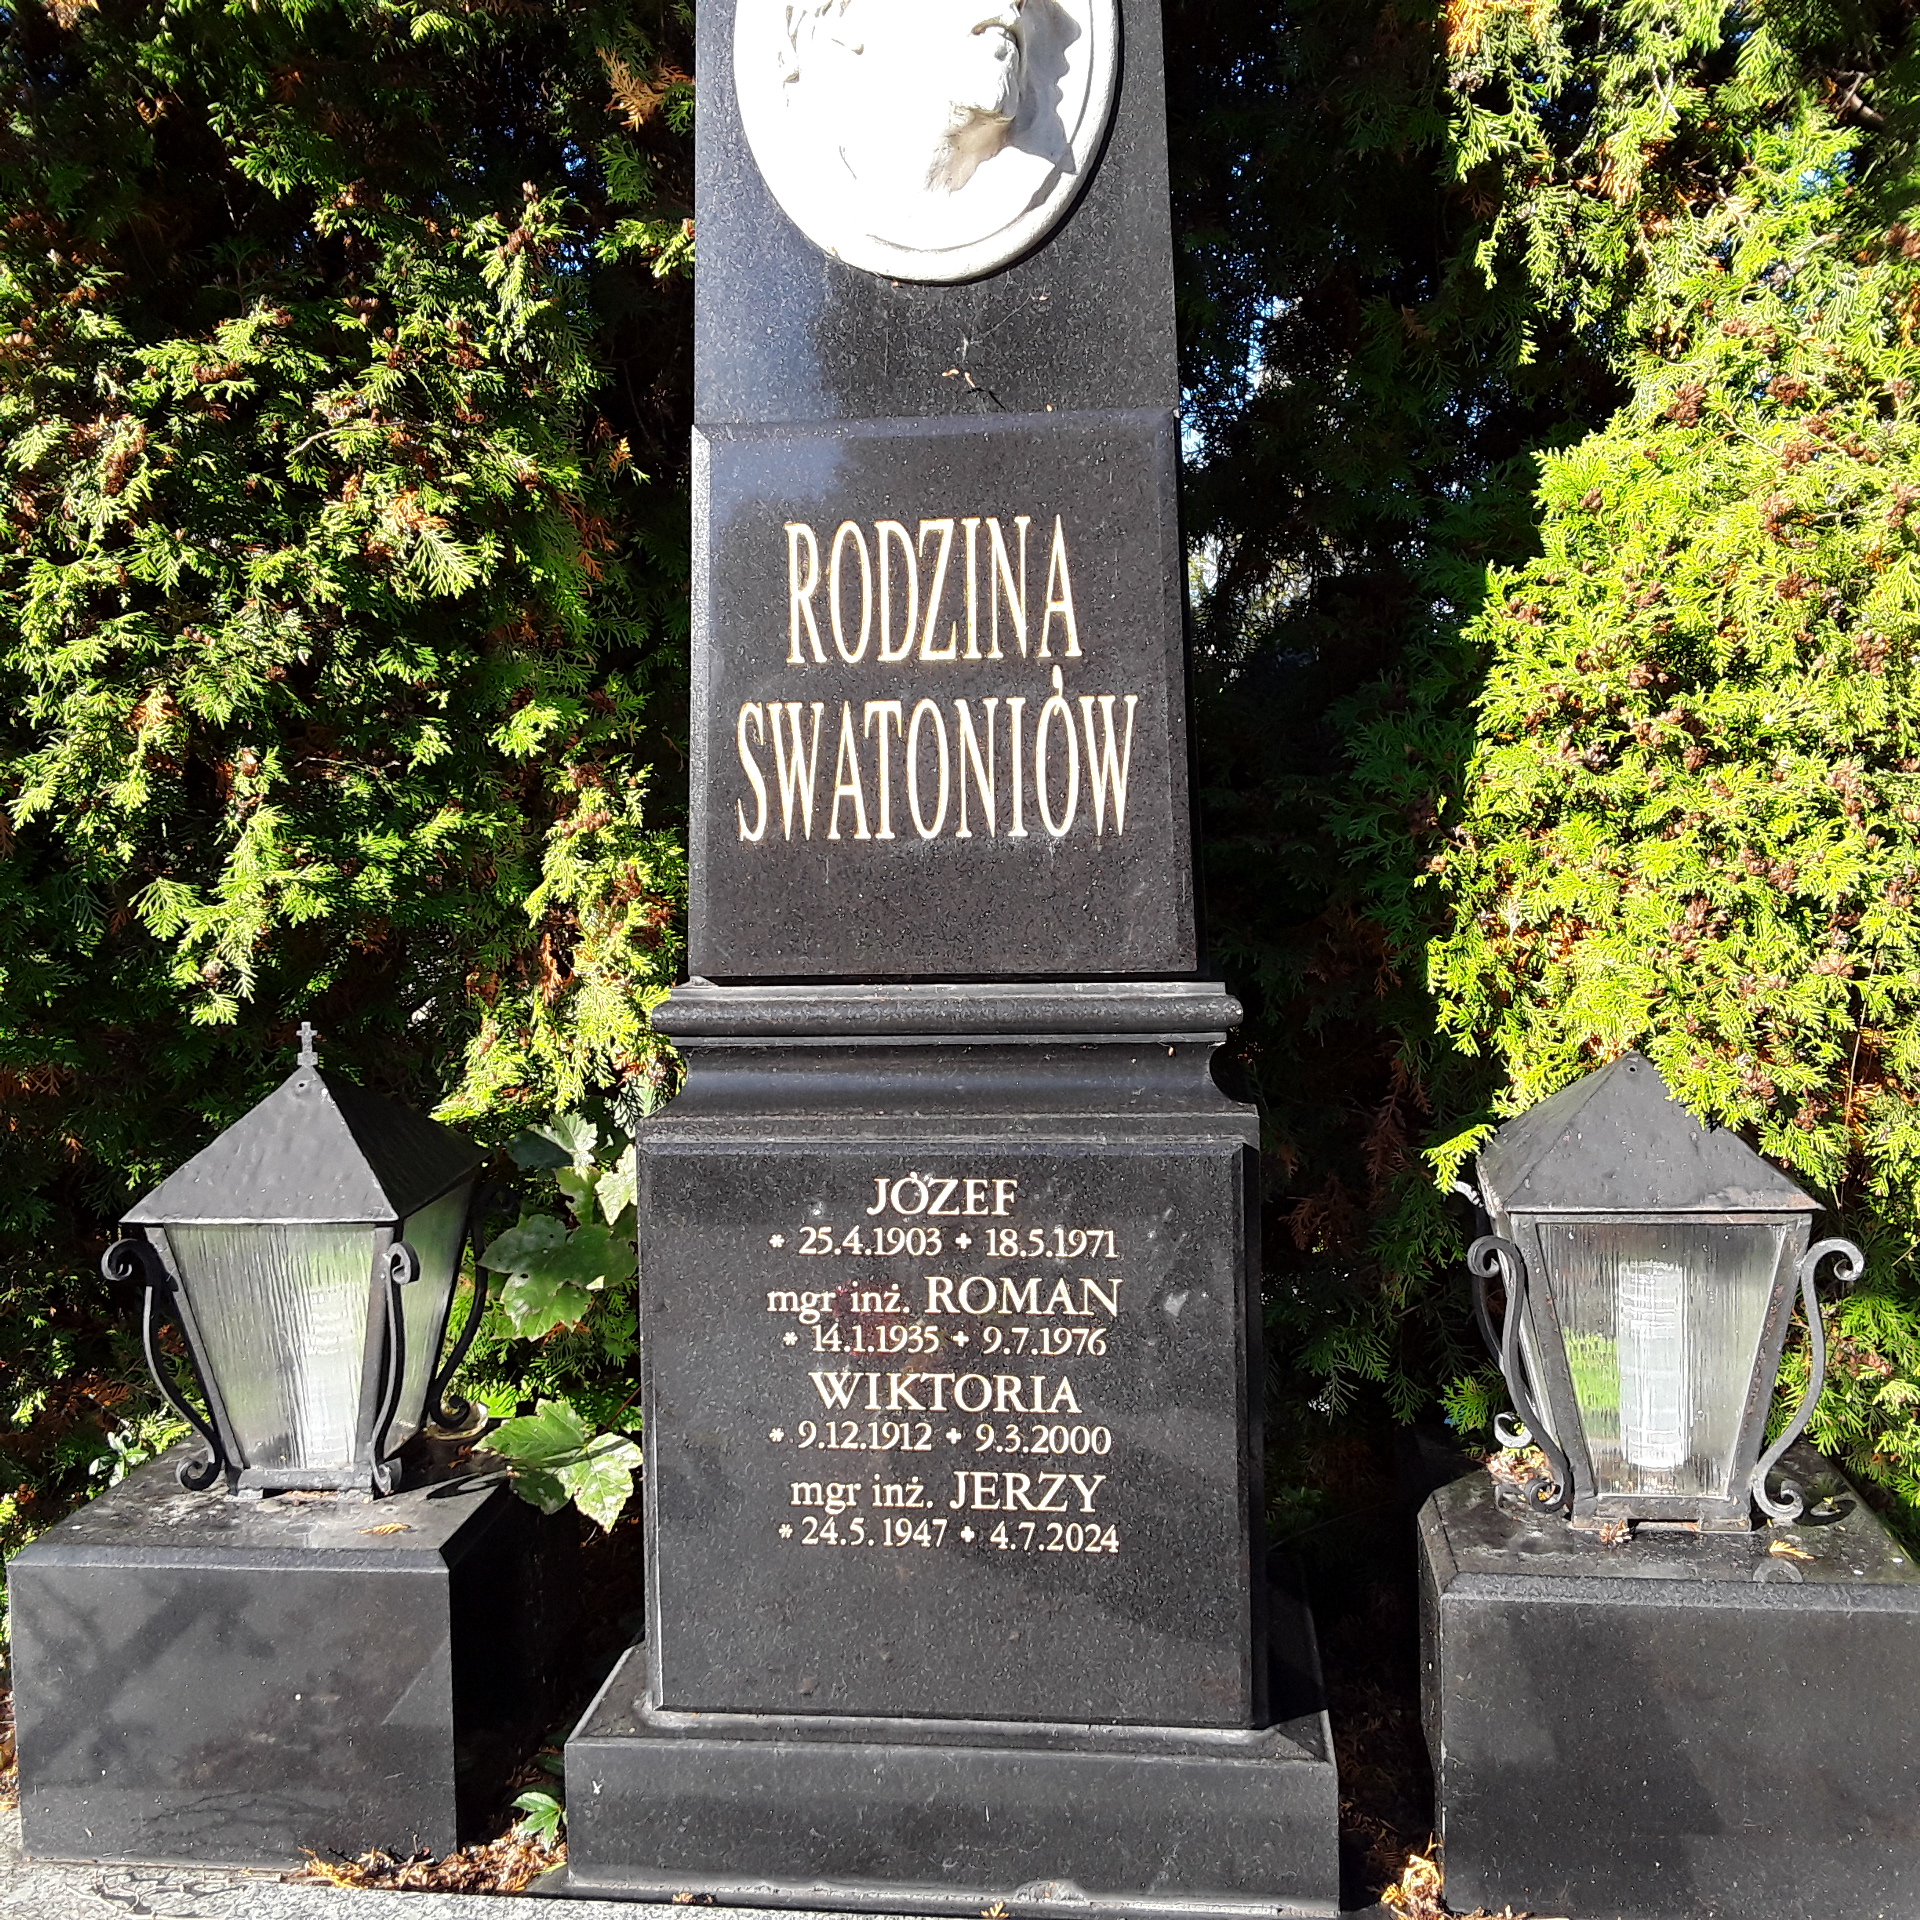 RODZINA
SWATONIÓW
JÓZEF
* 25.4.1903 + 18.5.1971
mgr inż. ROMAN
* 14.1.1935 + 9.7.1976
WIKTORIA
* 9.12.1912 + 9.3.2000
mgr inż. JERZY
* 24.5.1947 + 4.7.2024